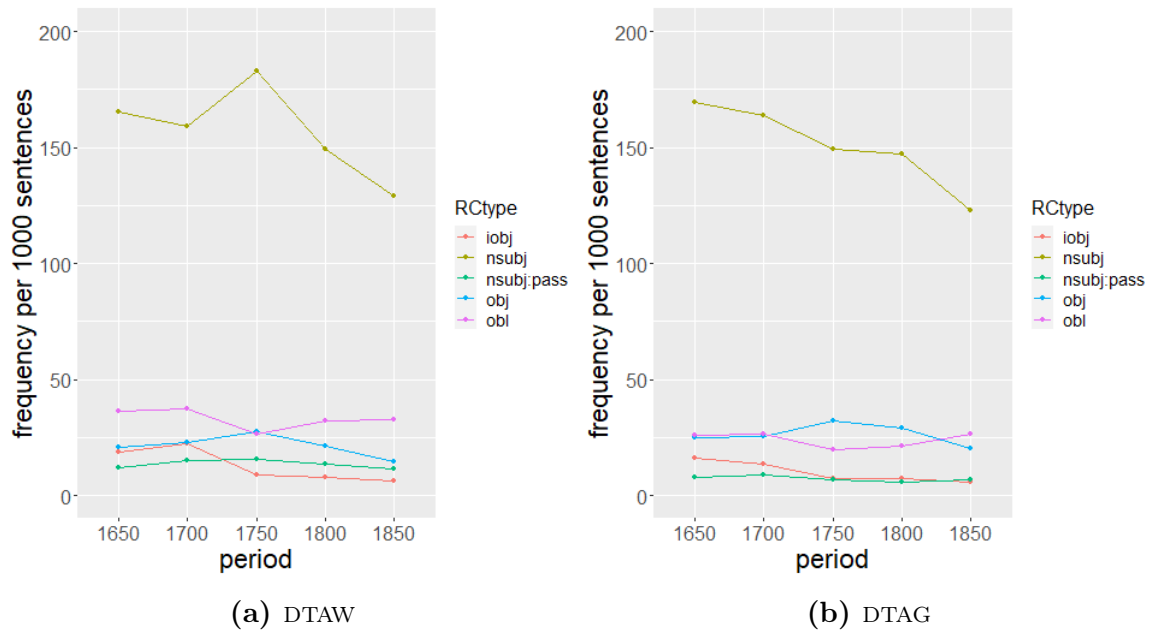 frequency per 1000 sentences
200
150
100
50
0
1650 1700 1750 1800 1850
period
RCtype
iobj
nsubj
nsubj:pass
obj
obl
(a) DTAW
frequency per 1000 sentences
200
150
100
50
0
1650 1700 1750 1800 1850
period
RCtype
iobj
nsubj
nsubj:pass
obj
obl
(b) DTAG